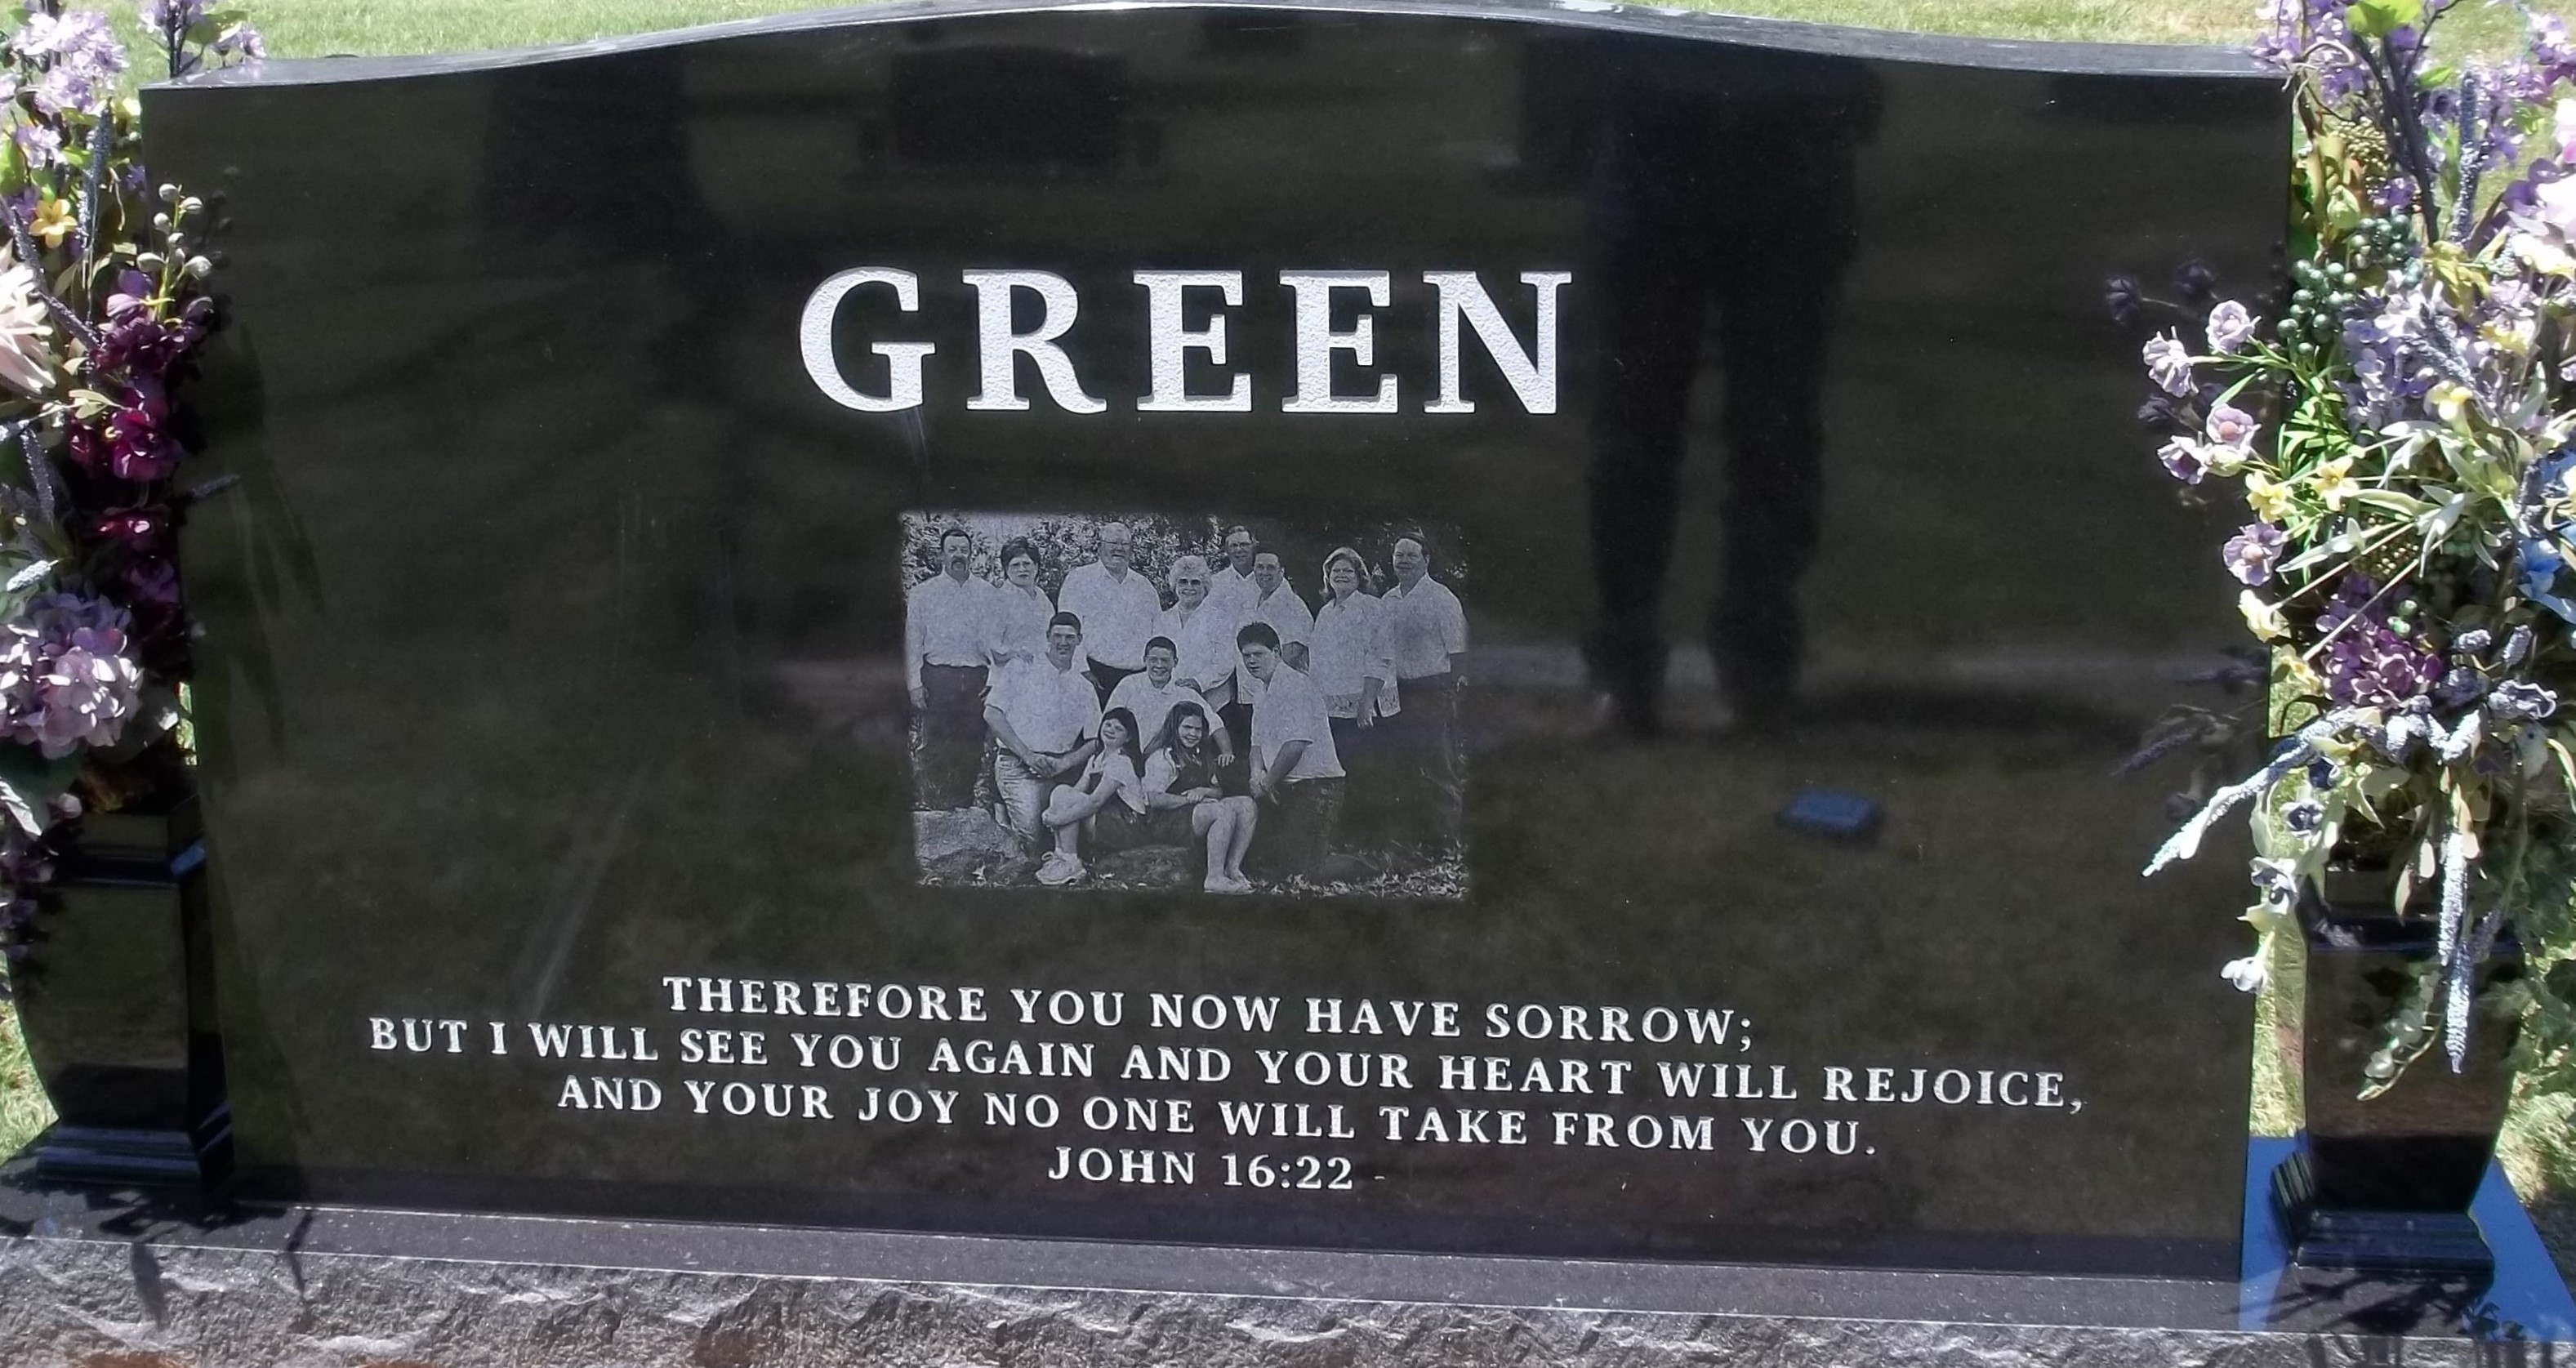 GREEN
THEREFORE YOU NOW HAVE SORROW;
BUT I WILL SEE YOU AGAIN AND YOUR HEART WILL REJOICE,
AND YOUR JOY NO ONE WILL TAKE FROM YOU.
JOHN 16:22